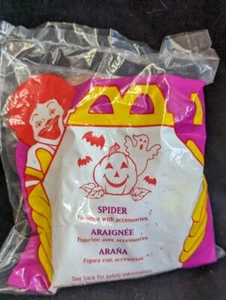 SPIDER
Figurine with accessories
ARAIGNÉE
Figurine avec accessoires
ARAÑA
Figura con accesorios
See back for safety information